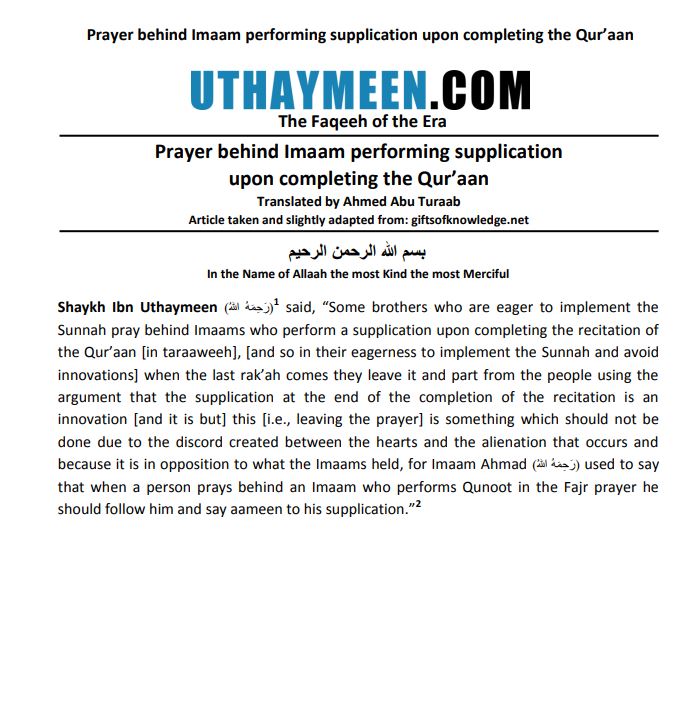 Prayer behind Imaam performing supplication upon completing the Qur’aan
UTHAYMEEN.COM
The Faqeeh of the Era
Prayer behind Imaam performing supplication
upon completing the Qur’aan
Translated by Ahmed Abu Turaab
Article taken and slightly adapted from: giftsofknowledge.net
بسم الله الرحمن الرحيم
In the Name of Allaah the most Kind the most Merciful
Shaykh Ibn Uthaymeen (رَحِمَهُ اللهُ)¹ said, “Some brothers who are eager to implement the
Sunnah pray behind Imaams who perform a supplication upon completing the recitation of
the Qur’aan [in taraaweeh], [and so in their eagerness to implement the Sunnah and avoid
innovations] when the last rak’ah comes they leave it and part from the people using the
argument that the supplication at the end of the completion of the recitation is an
innovation [and it is but] this [i.e., leaving the prayer] is something which should not be
done due to the discord created between the hearts and the alienation that occurs and
because it is in opposition to what the Imaams held, for Imaam Ahmad (رَحِمَهُ اللهُ) used to say
that when a person prays behind an Imaam who performs Qunoot in the Fajr prayer he
should follow him and say aameen to his supplication.”²